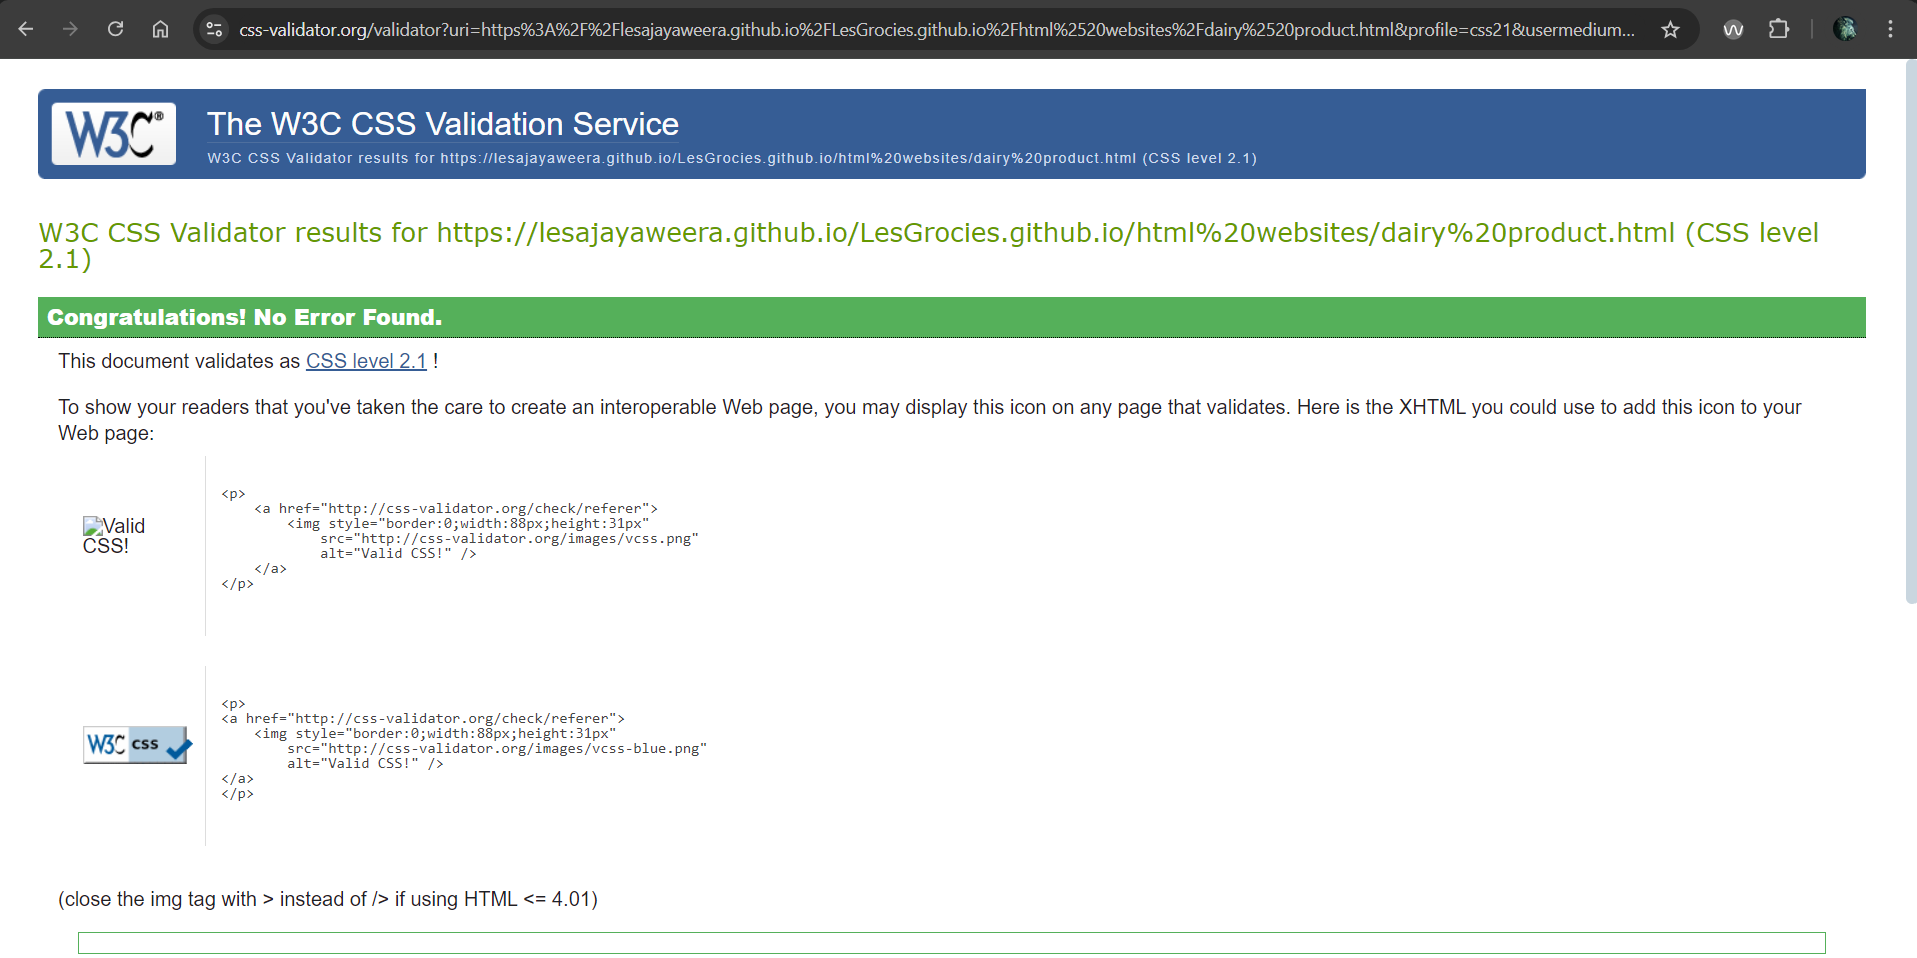 css-validator.org/validator?uri=https%3A%2F%2Flesajayaweera.github.io%2FLesGrocies.github.io%2Fhtml%2520websites%2Fdairy%2520product.html&profile=css21&usermedium...
W3C®
The W3C CSS Validation Service
W3C CSS Validator results for https://lesajayaweera.github.io/LesGrocies.github.io/html%20websites/dairy%20product.html (CSS level 2.1)
W3C CSS Validator results for https://lesajayaweera.github.io/LesGrocies.github.io/html%20websites/dairy%20product.html (CSS level
2.1)
Congratulations! No Error Found.
This document validates as CSS level 2.1 !
To show your readers that you've taken the care to create an interoperable Web page, you may display this icon on any page that validates. Here is the XHTML you could use to add this icon to your
Web page:
Valid
CSS!
<p>
<a href="http://css-validator.org/check/referer">
<img style="border:0;width:88px;height:31px"
src="http://css-validator.org/images/vcss.png"
alt="Valid CSS!" />
</a>
</p>
W3C css
<p>
<a href="http://css-validator.org/check/referer">
<img style="border:0;width:88px;height:31px"
src="http://css-validator.org/images/vcss-blue.png"
alt="Valid CSS!" />
</a>
</p>
(close the img tag with > instead of /> if using HTML <= 4.01)